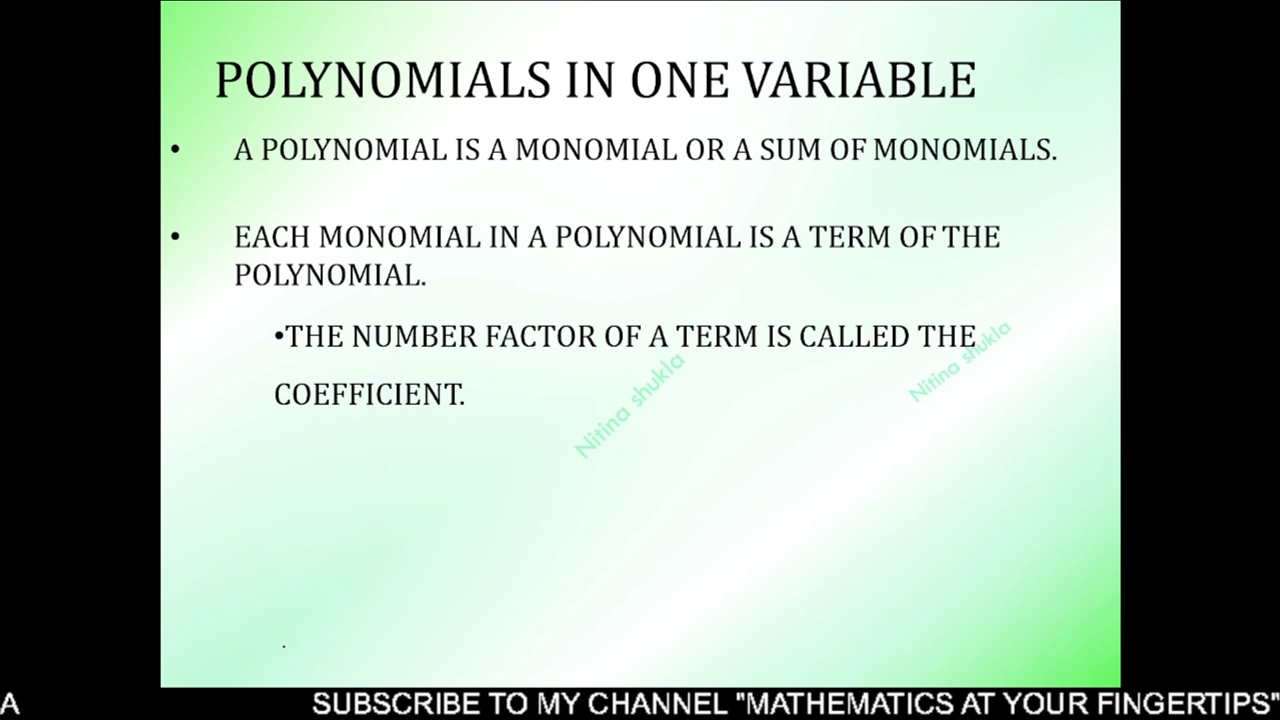 POLYNOMIALS IN ONE VARIABLE
• A POLYNOMIAL IS A MONOMIAL OR A SUM OF MONOMIALS.
• EACH MONOMIAL IN A POLYNOMIAL IS A TERM OF THE
POLYNOMIAL.
•THE NUMBER FACTOR OF A TERM IS CALLED THE
COEFFICIENT.
Nitina shukla
Nitina shukla
.
A SUBSCRIBE TO MY CHANNEL "MATHEMATICS AT YOUR FINGERTIPS"